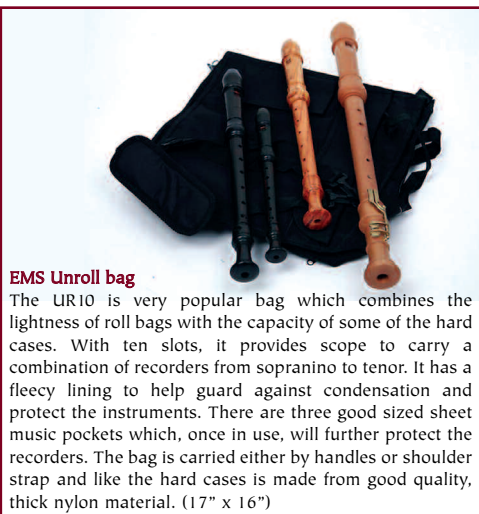 EMS Unroll bag
The UR10 is very popular bag which combines the
lightness of roll bags with the capacity of some of the hard
cases. With ten slots, it provides scope to carry a
combination of recorders from sopranino to tenor. It has a
fleecy lining to help guard against condensation and
protect the instruments. There are three good sized sheet
music pockets which, once in use, will further protect the
recorders. The bag is carried either by handles or shoulder
strap and like the hard cases is made from good quality,
thick nylon material. (17” x 16”)